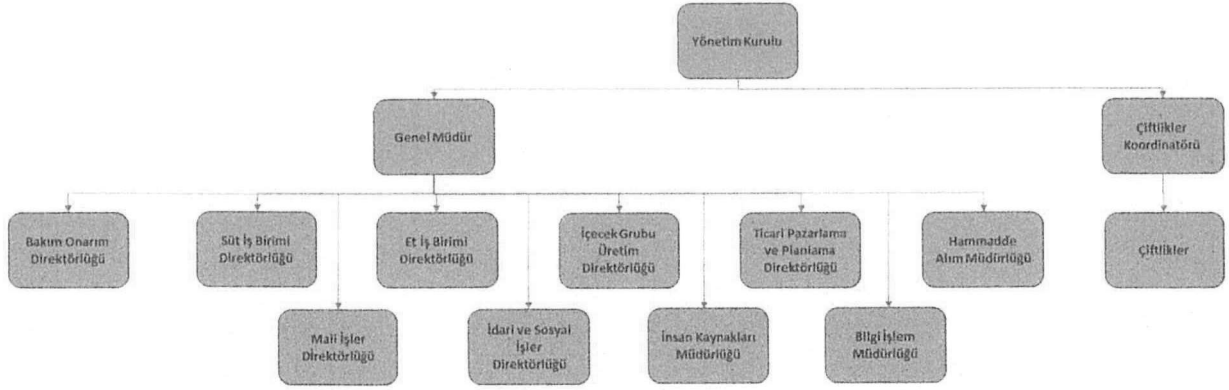 Yönetim Kurulu
Genel Müdür
Çiftlikler
Koordinatörü
Bakım Onarım
Direktörlüğü
Süt İş Birimi
Direktörlüğü
Et İş Birimi
Direktörlüğü
İçecek Grubu
Üretim
Direktörlüğü
Ticari Pazarlama
ve Planlama
Direktörlüğü
Hammadde
Alım Müdürlüğü
Çiftlikler
Mali İşler
Direktörlüğü
İdari ve Sosyal
İşler
Direktörlüğü
İnsan Kaynakları
Müdürlüğü
Bilgi İşlem
Müdürlüğü